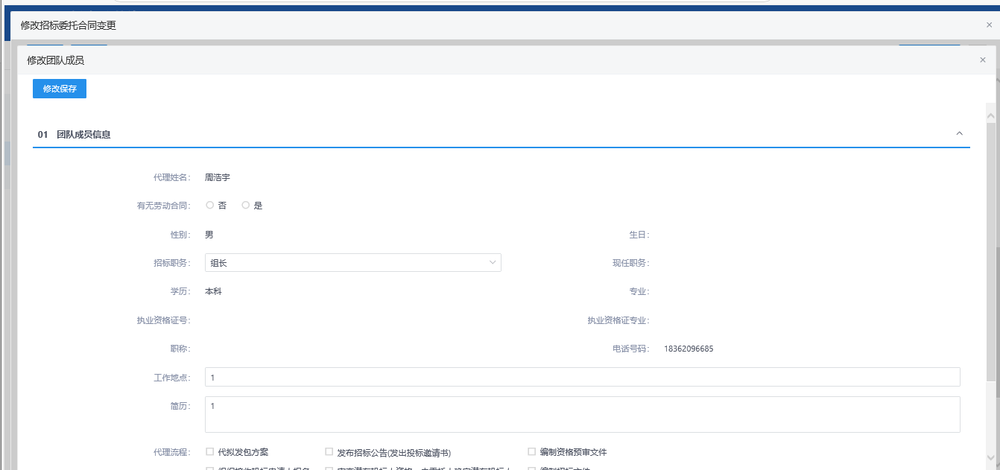 修改招标委托合同变更 ×
修改团队成员 ×
修改保存
01 团队成员信息
代理姓名： 周浩宇
有无劳动合同： 否 是
性别： 男 生日：
招标职务： 组长 现任职务：
学历： 本科 专业：
执业资格证号： 执业资格证专业：
职称： 电话号码： 18362096685
工作地点： 1
简历： 1
代理流程： 代拟发包方案 发布招标公告(发出投标邀请书) 编制资格预审文件